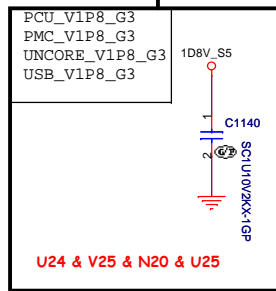 PCU_V1P8_G3
PMC_V1P8_G3
UNCORE_V1P8_G3
USB_V1P8_G3
1D8V_S5
1
C1140
2
G/P
SC1U10V2KX-1GP
U24 & V25 & N20 & U25